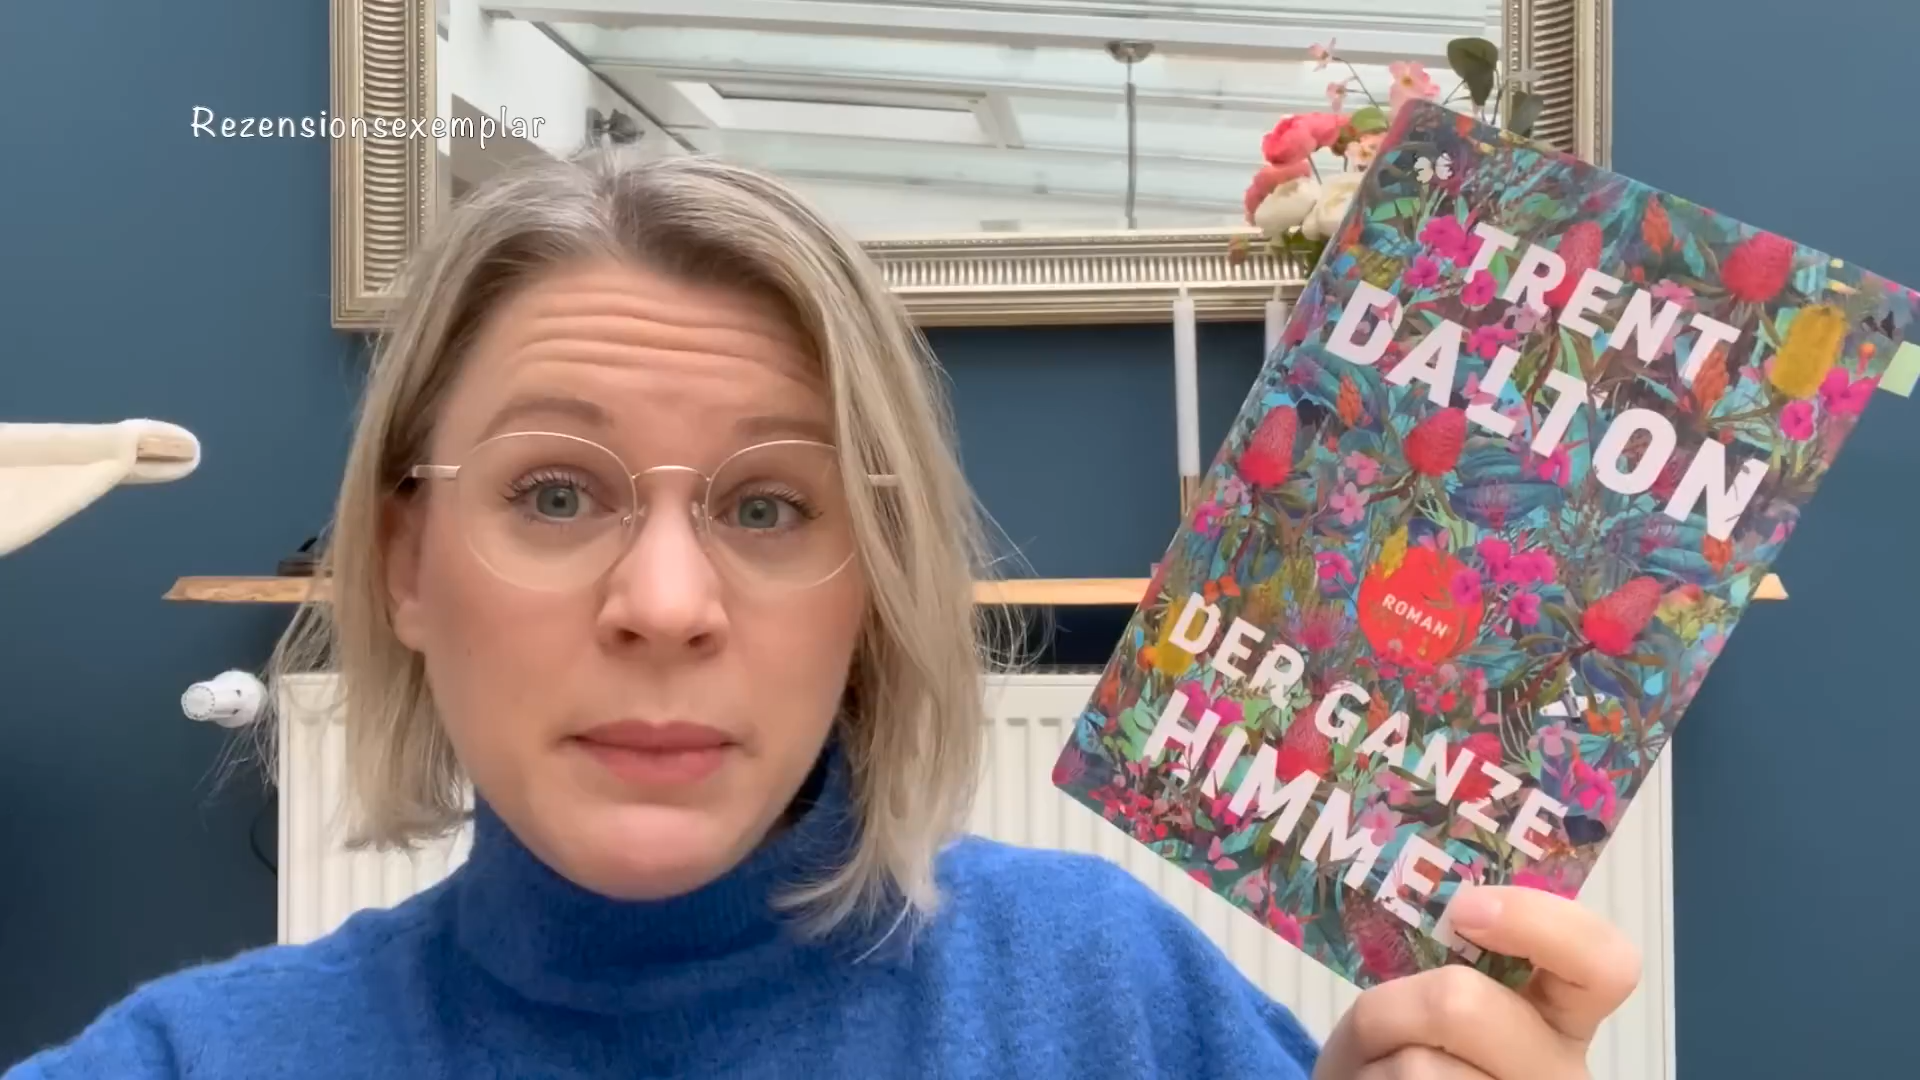 Rezensionsexemplar
TRENT
DALTON
ROMAN
DER GANZE
HIMMEL